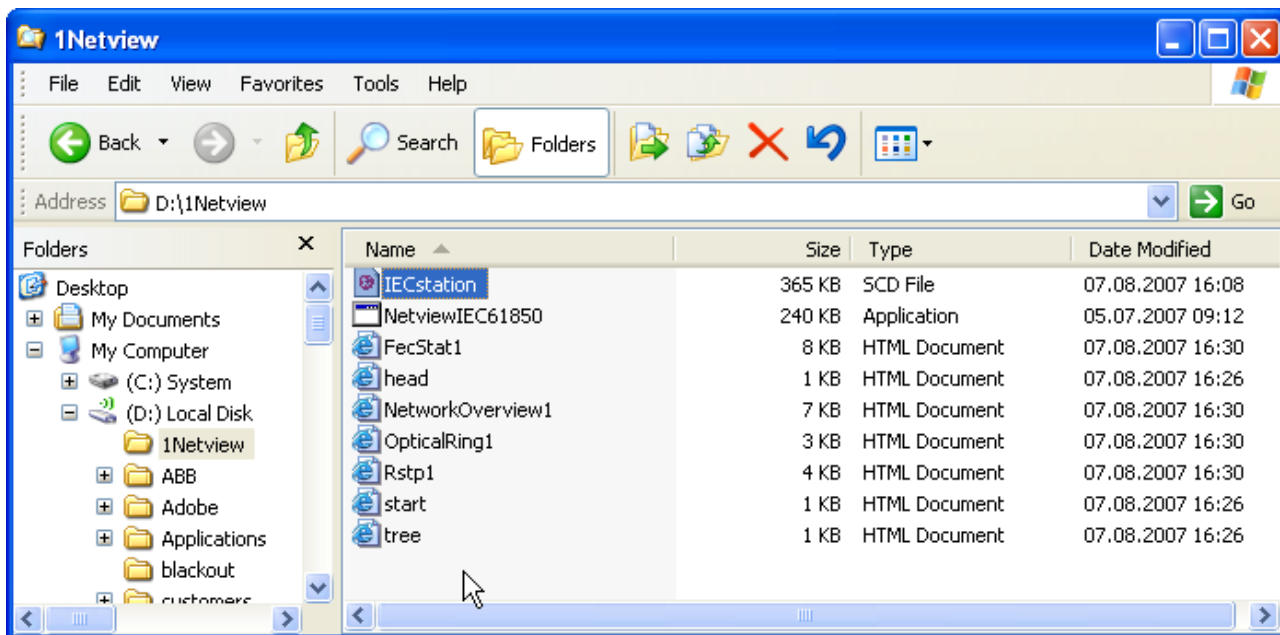 1Netview
File Edit View Favorites Tools Help
Back Search Folders
Address D:\1Netview Go
Folders X Name Size Type Date Modified
Desktop IECstation 365 KB SCD File 07.08.2007 16:08
My Documents NetviewIEC61850 240 KB Application 05.07.2007 09:12
My Computer FecStat1 8 KB HTML Document 07.08.2007 16:30
(C:) System head 1 KB HTML Document 07.08.2007 16:26
(D:) Local Disk NetworkOverview1 7 KB HTML Document 07.08.2007 16:30
1Netview OpticalRing1 3 KB HTML Document 07.08.2007 16:30
ABB Rstp1 4 KB HTML Document 07.08.2007 16:30
Adobe start 1 KB HTML Document 07.08.2007 16:26
Applications tree 1 KB HTML Document 07.08.2007 16:26
blackout
customers